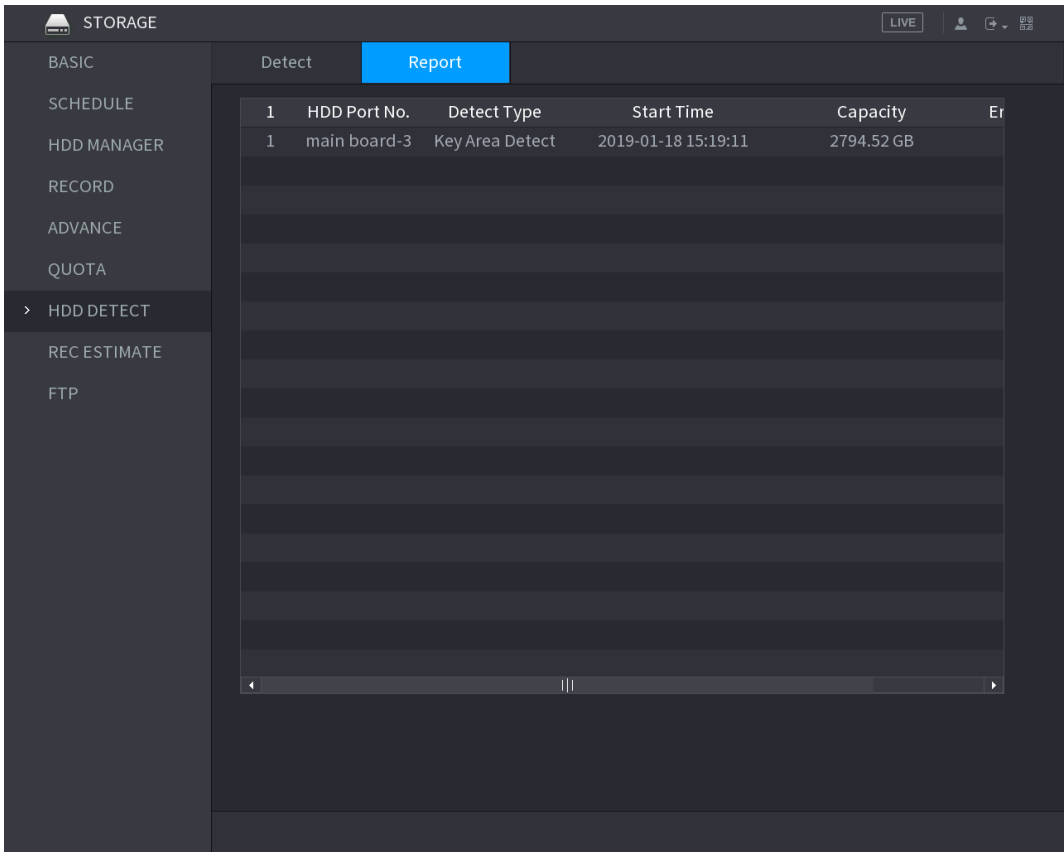 STORAGE
LIVE
BASIC
SCHEDULE
HDD MANAGER
RECORD
ADVANCE
QUOTA
HDD DETECT
REC ESTIMATE
FTP
Detect Report
1 HDD Port No. Detect Type Start Time Capacity Er
1 main board-3 Key Area Detect 2019-01-18 15:19:11 2794.52 GB